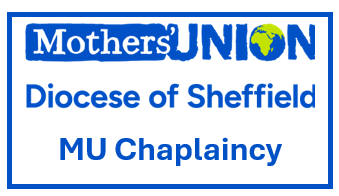 Mothers' UNION
Diocese of Sheffield
MU Chaplaincy